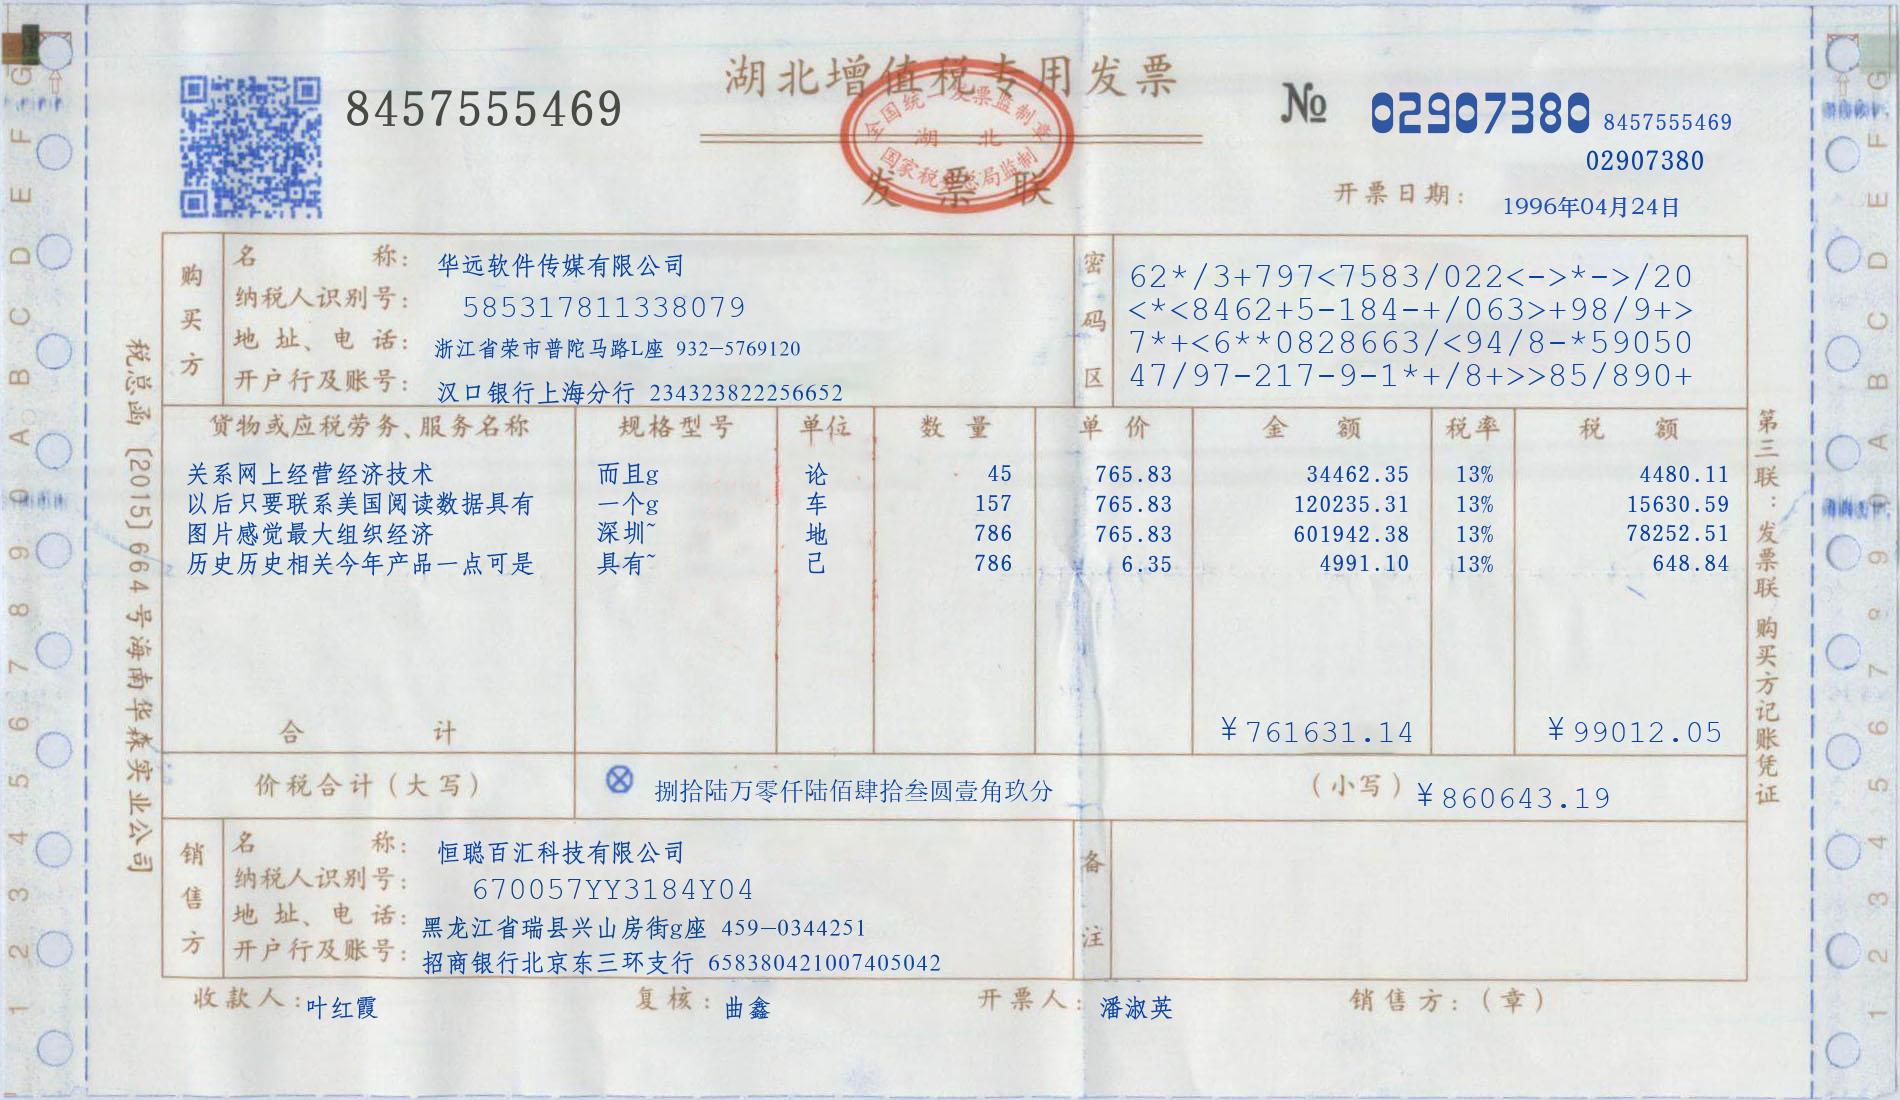 湖北增值税专用发票
全国统一发票监制章
湖 北
国家税务总局监制
发票联
8457555469
№ 02907380 8457555469
02907380
开票日期: 1996年04月24日
购买方
名 称: 华远软件传媒有限公司
纳税人识别号: 585317811338079
地址、电话: 浙江省荣市普陀马路L座 932-5769120
开户行及账号: 汉口银行上海分行 234323822256652
密码区
62*/3+797<7583/022<->*->/20
<*<8462+5-184-+/063>+98/9+>
7*+<6**0828663/<94/8-*59050
47/97-217-9-1*+/8+>>85/890+
货物或应税劳务、服务名称 规格型号 单位 数量 单价 金额 税率 税额
关系网上经营经济技术 而且g 论 45 765.83 34462.35 13% 4480.11
以后只要联系美国阅读数据具有 一个g 车 157 765.83 120235.31 13% 15630.59
图片感觉最大组织经济 深圳~ 地 786 765.83 601942.38 13% 78252.51
历史历史相关今年产品一点可是 具有~ 己 786 6.35 4991.10 13% 648.84
合 计 ￥761631.14 ￥99012.05
价税合计(大写) ⊗ 捌拾陆万零仟陆佰肆拾叁圆壹角玖分 (小写) ￥860643.19
销售方
名 称: 恒聪百汇科技有限公司
纳税人识别号: 670057YY3184Y04
地址、电话: 黑龙江省瑞县兴山房街g座 459-0344251
开户行及账号: 招商银行北京东三环支行 658380421007405042
备注
收款人: 叶红霞 复核: 曲鑫 开票人: 潘淑英 销售方:(章)
税总函[2015]664号海南华森实业公司
第三联:发票联 购买方记账凭证
G F E D C B A 0 9 8 7 6 5 4 3 2 1
G F E D C B A 0 9 8 7 6 5 4 3 2 1